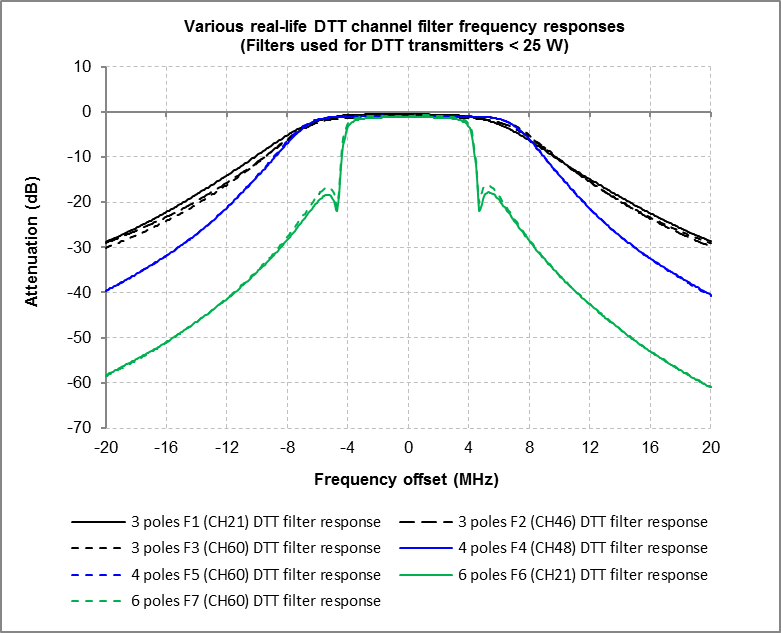 Various real-life DTT channel filter frequency responses
(Filters used for DTT transmitters < 25 W)
10
0
-10
-20
-30
-40
-50
-60
-70
Attenuation (dB)
-20 -16 -12 -8 -4 0 4 8 12 16 20
Frequency offset (MHz)
3 poles F1 (CH21) DTT filter response 3 poles F2 (CH46) DTT filter response
3 poles F3 (CH60) DTT filter response 4 poles F4 (CH48) DTT filter response
4 poles F5 (CH60) DTT filter response 6 poles F6 (CH21) DTT filter response
6 poles F7 (CH60) DTT filter response